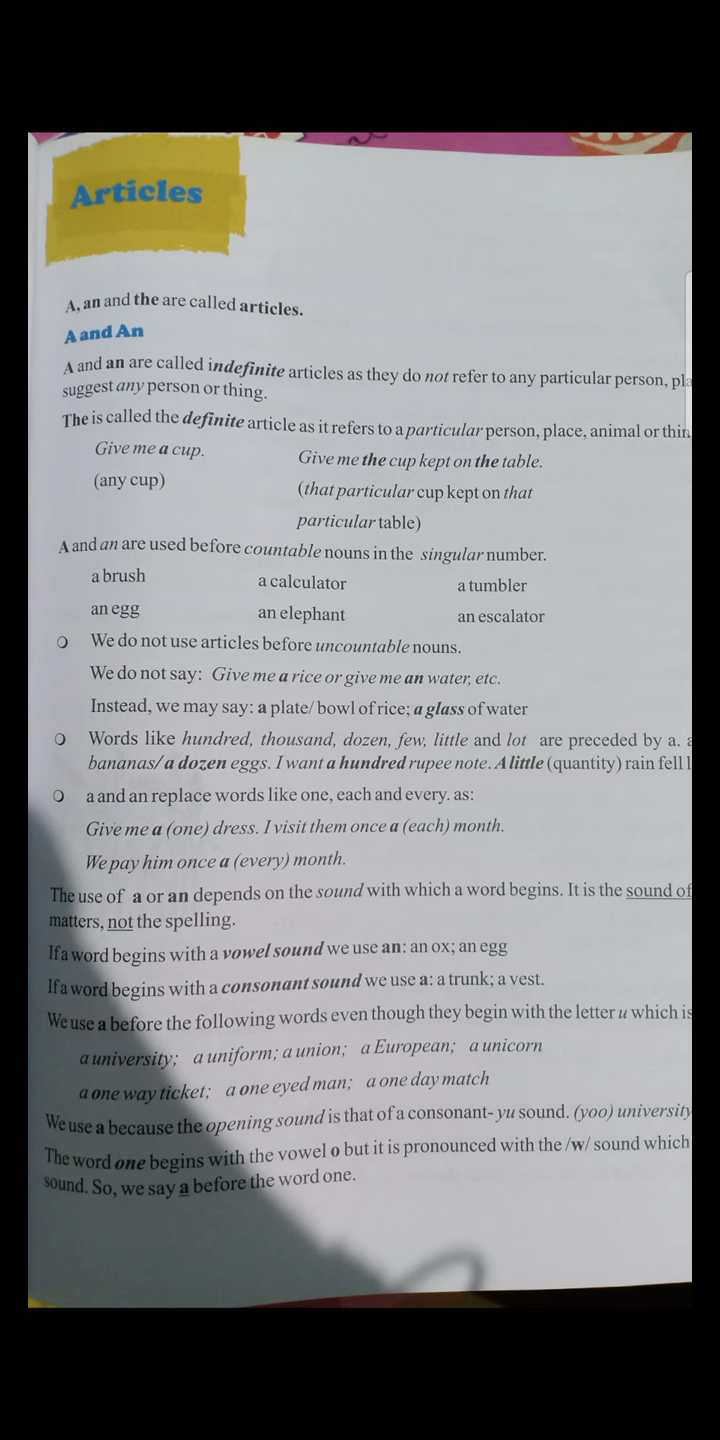 Articles
A, an and the are called articles.
A and An
A and an are called indefinite articles as they do not refer to any particular person,
suggest any person or thing.
The is called the definite article as it refers to a particular person, place, animal or
Give me a cup. Give me the cup kept on the table.
(any cup) (that particular cup kept on that
particular table)
A and an are used before countable nouns in the singular number.
a brush a calculator a tumbler
an egg an elephant an escalator
We do not use articles before uncountable nouns.
We do not say: Give me a rice or give me an water, etc.
Instead, we may say: a plate/ bowl of rice; a glass of water
Words like hundred, thousand, dozen, few, little and lot are preceded by a.
bananas/ a dozen eggs. I want a hundred rupee note. A little (quantity) rain fell
a and an replace words like one, each and every. as:
Give me a (one) dress. I visit them once a (each) month.
We pay him once a (every) month.
The use of a or an depends on the sound with which a word begins. It is the sound of
matters, not the spelling.
If a word begins with a vowel sound we use an: an ox; an egg
If a word begins with a consonant sound we use a: a trunk; a vest.
We use a before the following words even though they begin with the letter u which is
a university; a uniform; a union; a European; a unicorn
a one way ticket; a one eyed man; a one day match
We use a because the opening sound is that of a consonant- yu sound. (yoo) university
The word one begins with the vowel o but it is pronounced with the /w/ sound which
sound. So, we say a before the word one.